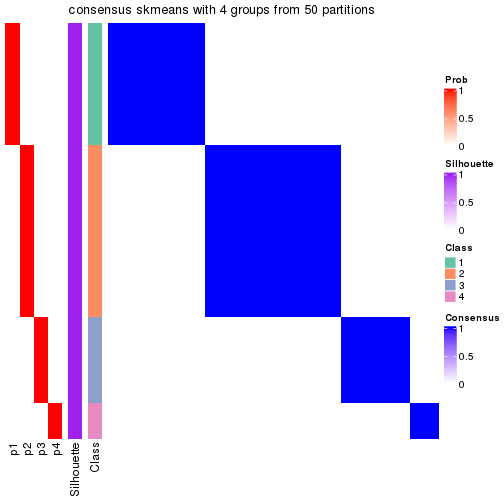 consensus skmeans with 4 groups from 50 partitions
Prob
1
0.5
0
Silhouette
1
0.5
0
Class
1
2
3
4
Consensus
1
0.5
0
p1
p2
p3
p4
Silhouette
Class